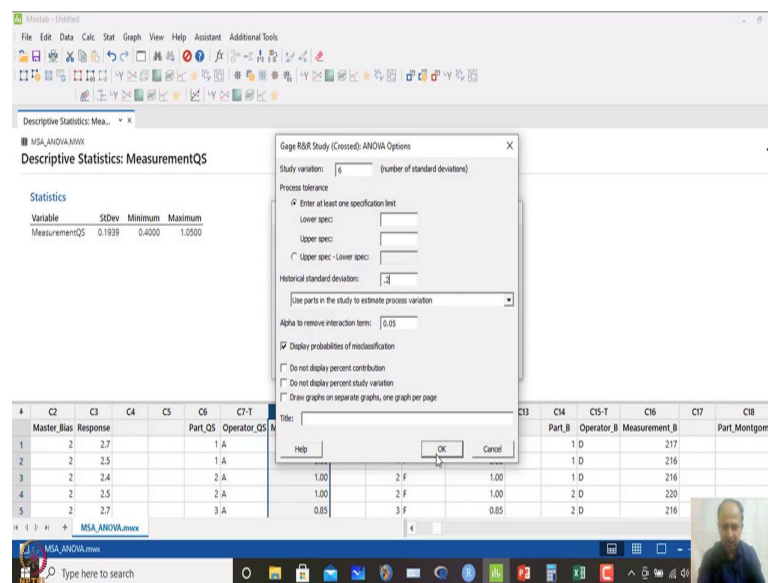 Minitab - Untitled
File Edit Data Calc Stat Graph View Help Assistant Additional Tools
Descriptive Statistics: Mea...
MSA_ANOVA.MWX
Descriptive Statistics: MeasurementQS
Statistics
Variable StDev Minimum Maximum
MeasurementQS 0.1939 0.4000 1.0500
Gage R&R Study (Crossed): ANOVA Options
Study variation: 6 (number of standard deviations)
Process tolerance
Enter at least one specification limit
Lower spec:
Upper spec:
Upper spec - Lower spec:
Historical standard deviation: .2
Use parts in the study to estimate process variation
Alpha to remove interaction term: 0.05
Display probabilities of misclassification
Do not display percent contribution
Do not display percent study variation
Draw graphs on separate graphs, one graph per page
Title:
Help OK Cancel
C2 C3 C4 C5 C6 C7-T C13 C14 C15-T C16 C17 C18
Master_Bias Response Part_QS Operator_QS Part_B Operator_B Measurement_B Part_Montgom
1 2 2.7 1 A 1 D 217
2 2 2.5 1 A 1.00 1 D 216
3 2 2.4 2 A 1.00 2 F 1.00 1 D 216
4 2 2.5 2 A 1.00 2 F 1.00 2 D 220
5 2 2.7 3 A 0.85 3 F 0.85 2 D 216
MSA_ANOVA.mwx
MSA_ANOVA.mwx
NPTEL
Type here to search